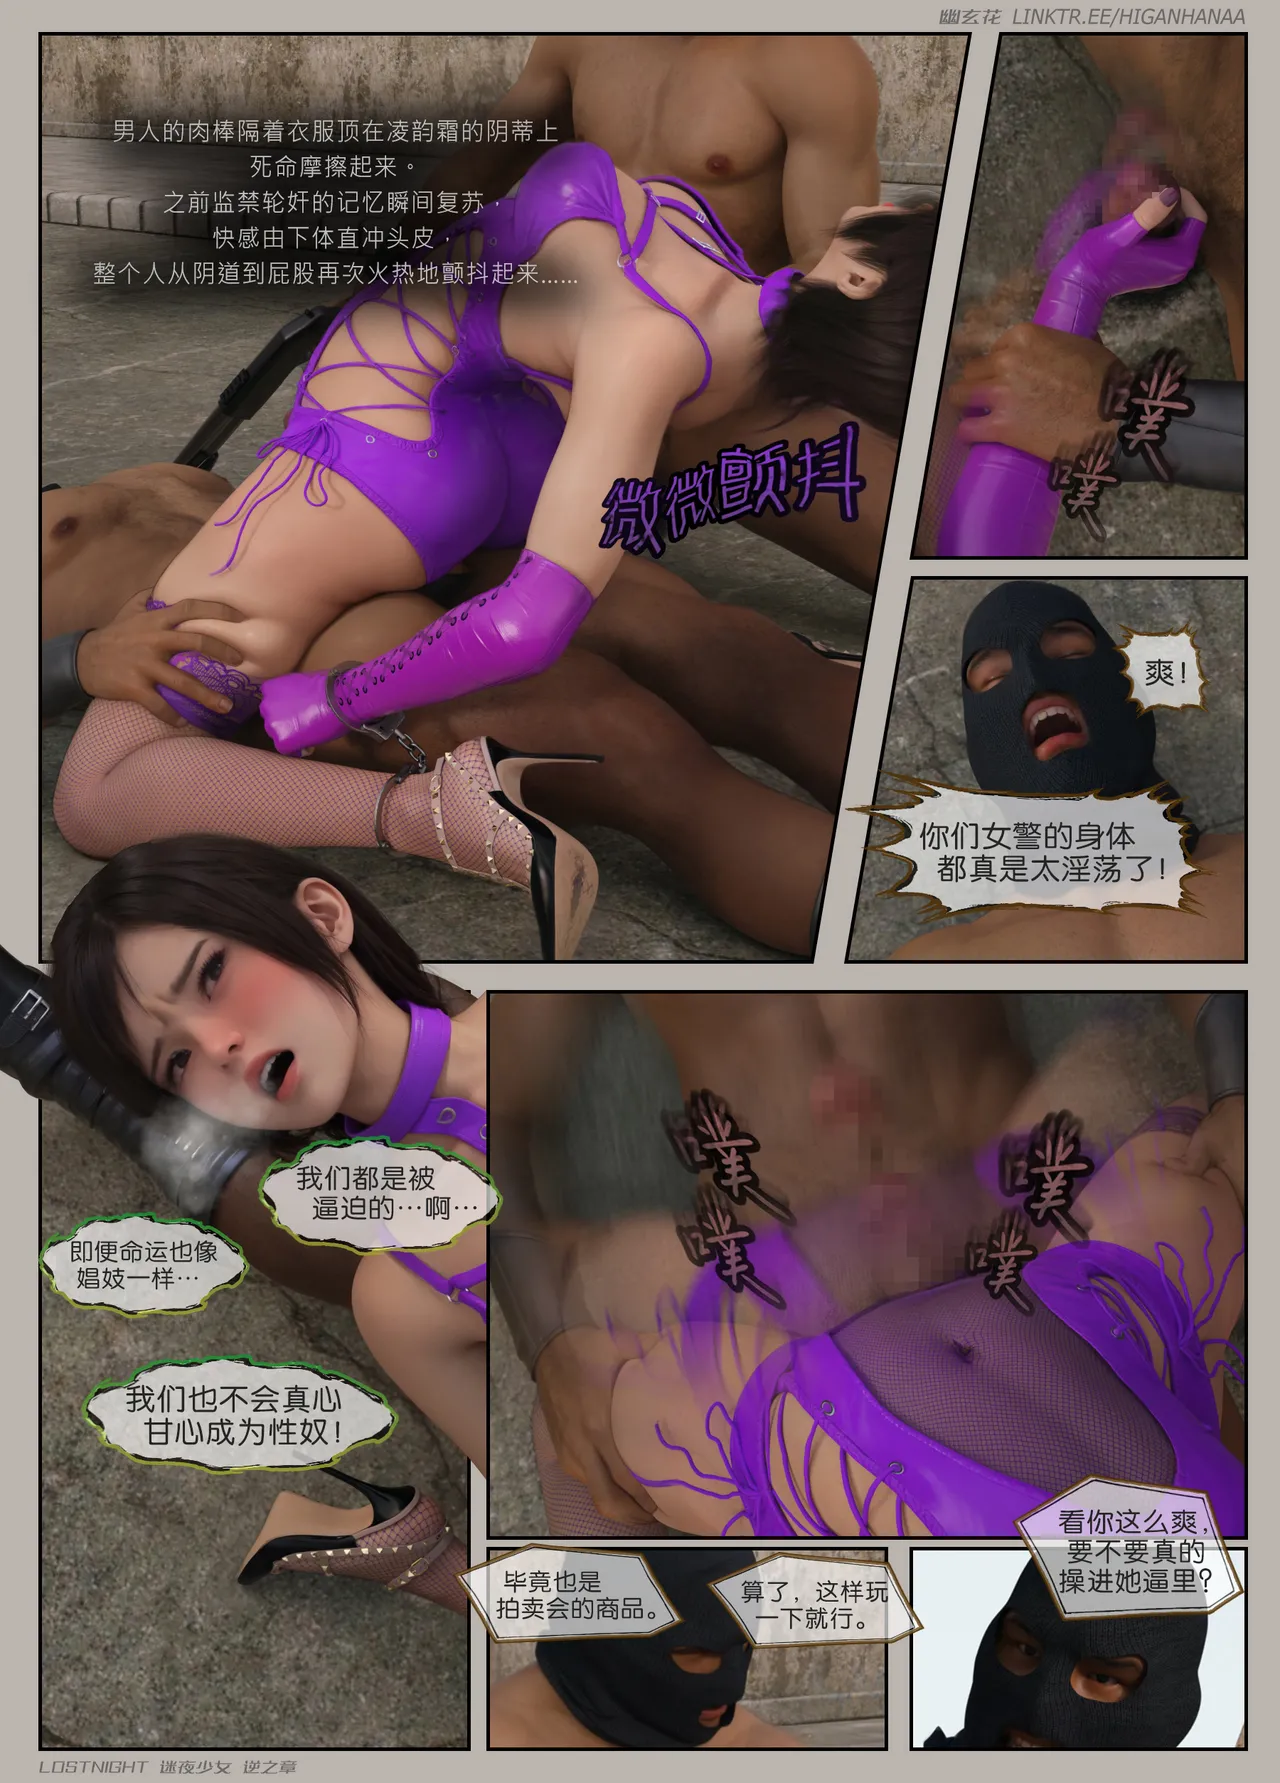 幽玄花 LINKTR.EE/HIGANHANAA
男人的肉棒隔着衣服顶在凌韵霜的阴蒂上
死命摩擦起来。
之前监禁轮奸的记忆瞬间复苏，
快感由下体直冲头皮，
整个人从阴道到屁股再次火热地颤抖起来……
微微颤抖
噗
噗
爽！
你们女警的身体
都真是太淫荡了！
我们都是被
逼迫的…啊…
即便命运也像
娼妓一样…
我们也不会真心
甘心成为性奴！
噗
噗
噗
噗
看你这么爽，
要不要真的
操进她逼里？
毕竟也是
拍卖会的商品。
算了，这样玩
一下就行。
LOSTNIGHT 迷夜少女 逆之章